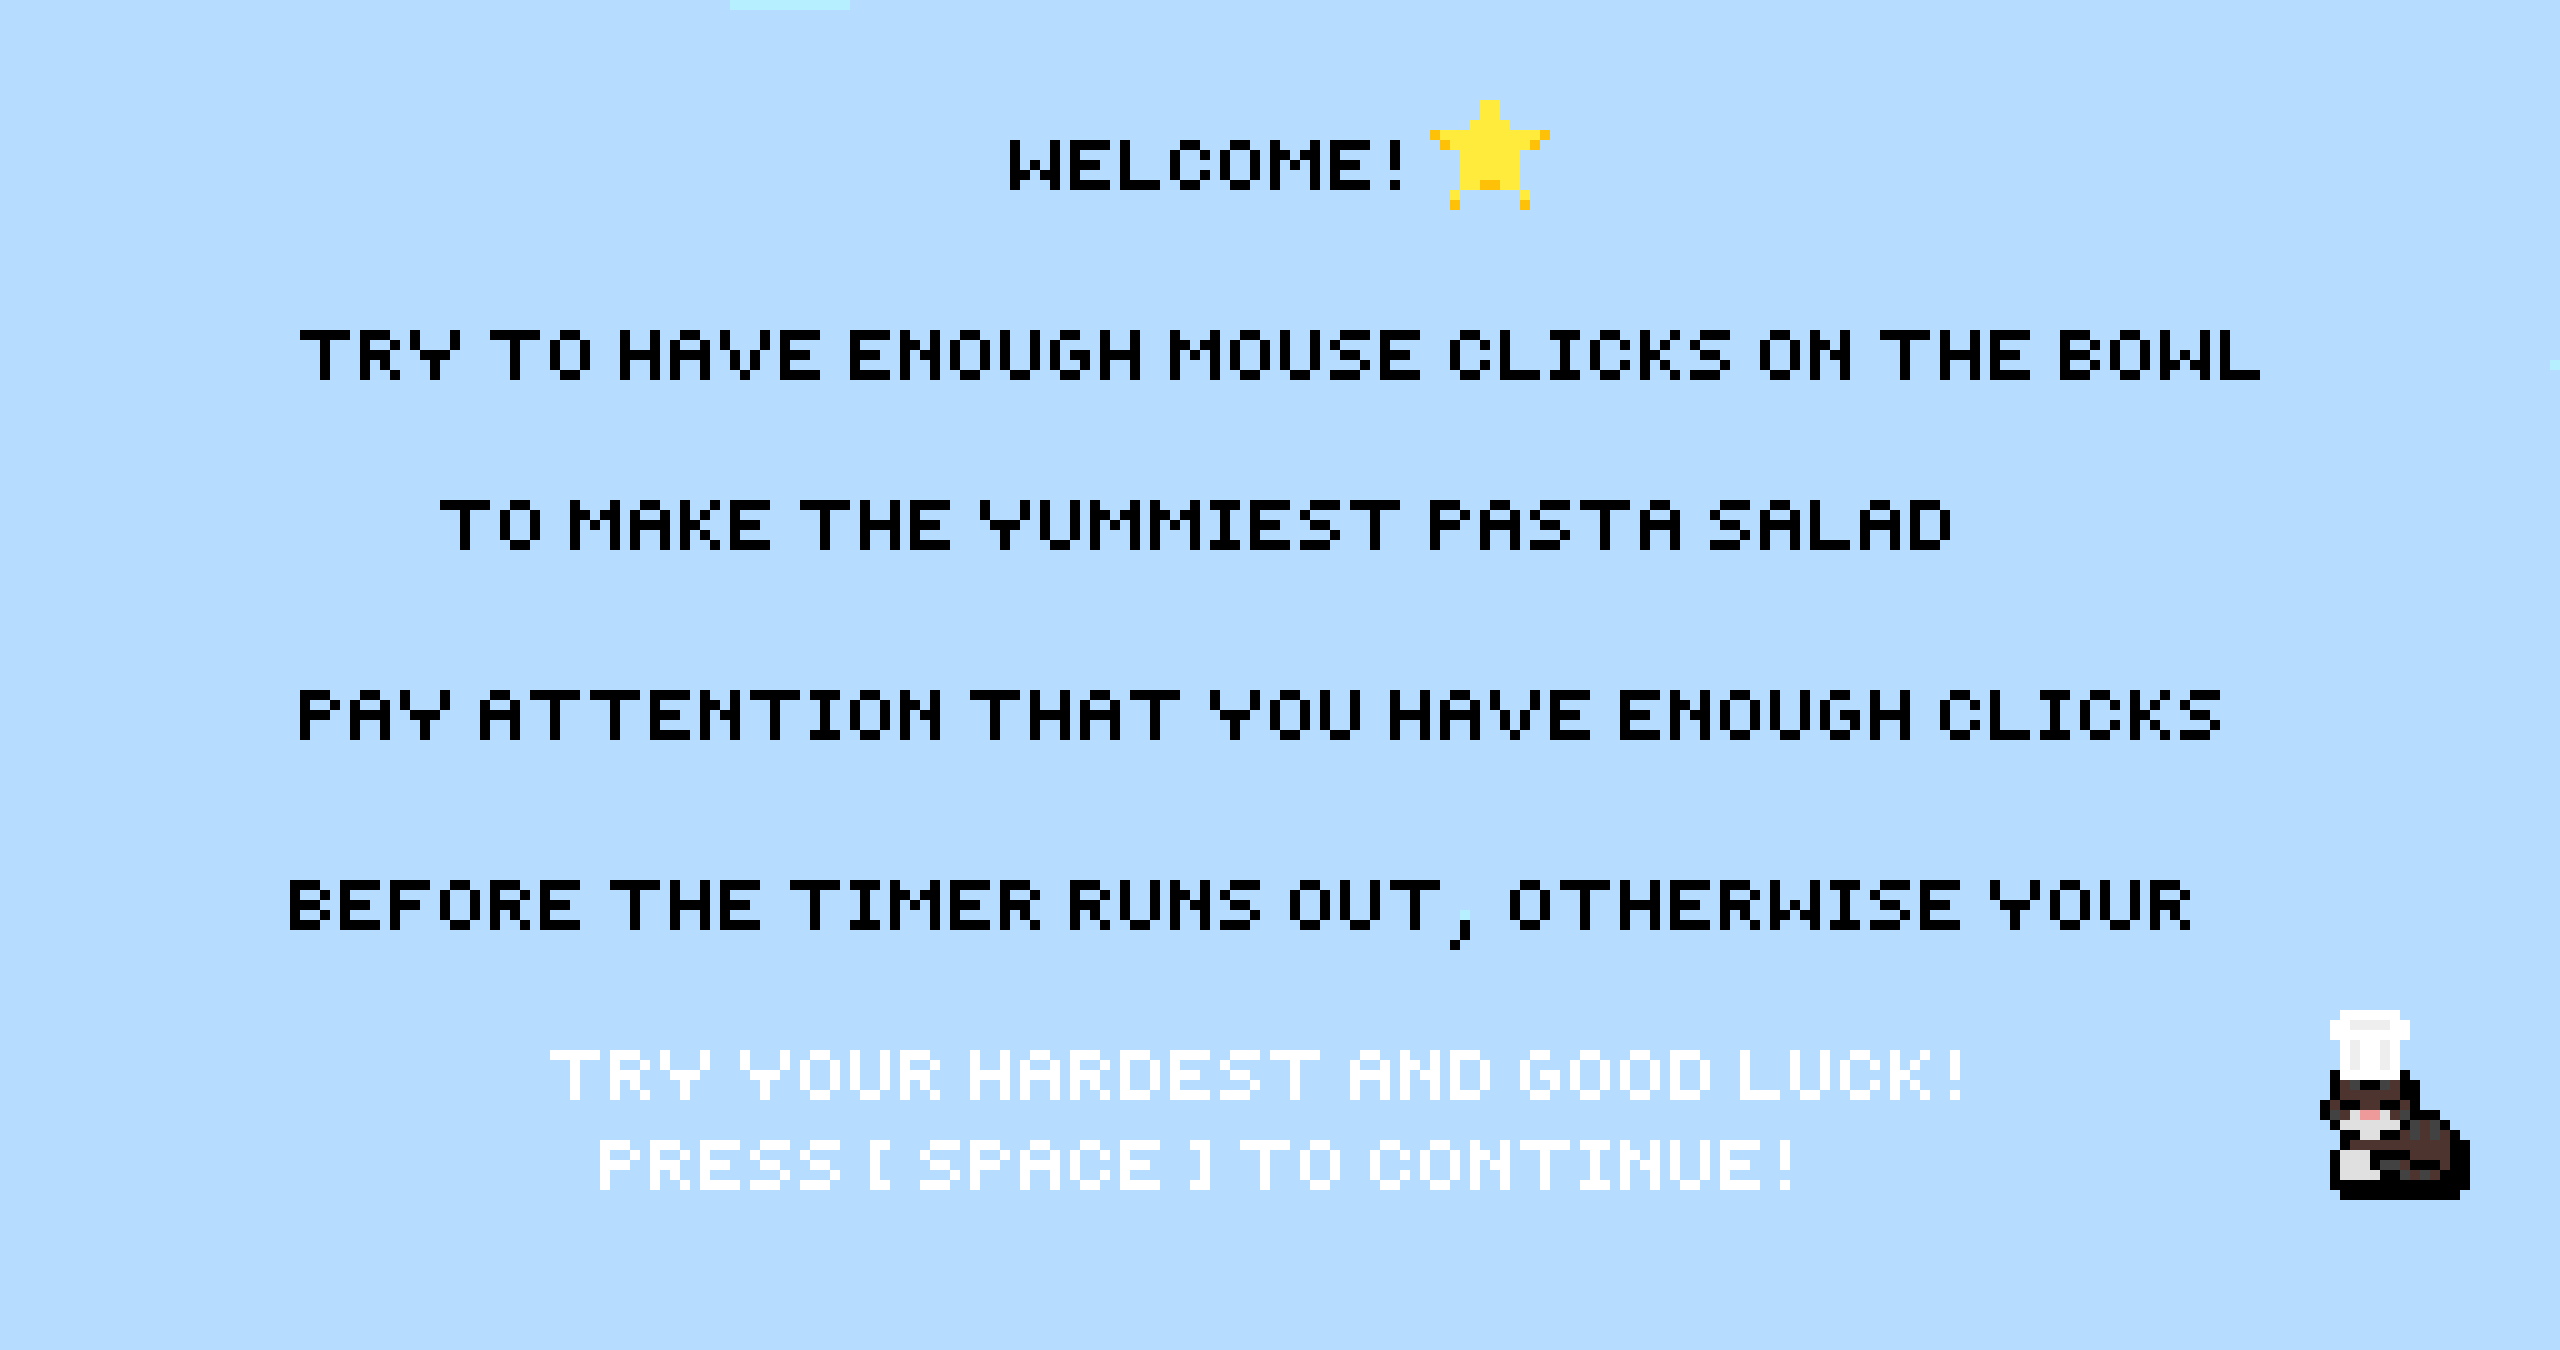 WELCOME!
TRY TO HAVE ENOUGH MOUSE CLICKS ON THE BOWL
TO MAKE THE YUMMIEST PASTA SALAD
PAY ATTENTION THAT YOU HAVE ENOUGH CLICKS
BEFORE THE TIMER RUNS OUT, OTHERWISE YOUR
TRY YOUR HARDEST AND GOOD LUCK!
PRESS [ SPACE ] TO CONTINUE!